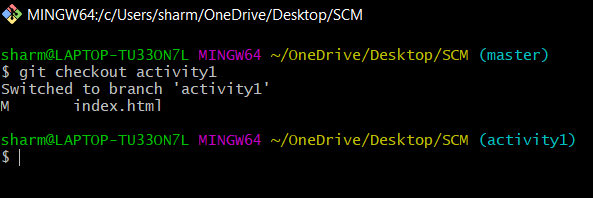 MINGW64:/c/Users/sharm/OneDrive/Desktop/SCM
sharm@LAPTOP-TU33ON7L MINGW64 ~/OneDrive/Desktop/SCM (master)
$ git checkout activity1
Switched to branch 'activity1'
M       index.html
sharm@LAPTOP-TU33ON7L MINGW64 ~/OneDrive/Desktop/SCM (activity1)
$